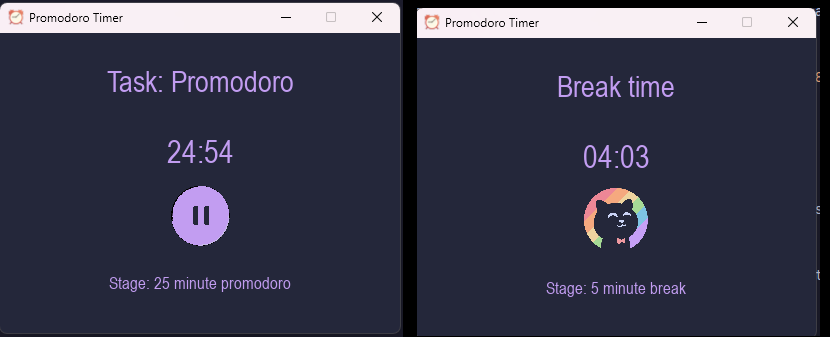 Promodoro Timer
Task: Promodoro
24:54
Stage: 25 minute promodoro
Promodoro Timer
Break time
04:03
Stage: 5 minute break